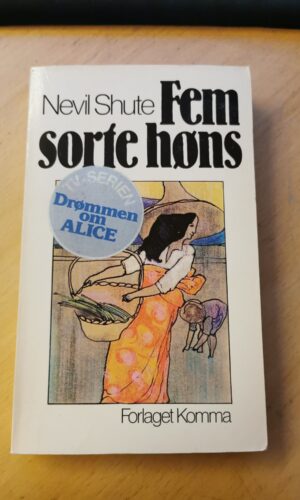 Nevil Shute Fem
sorte høns
TV-SERIEN
Drømmen
om
ALICE
Forlaget Komma